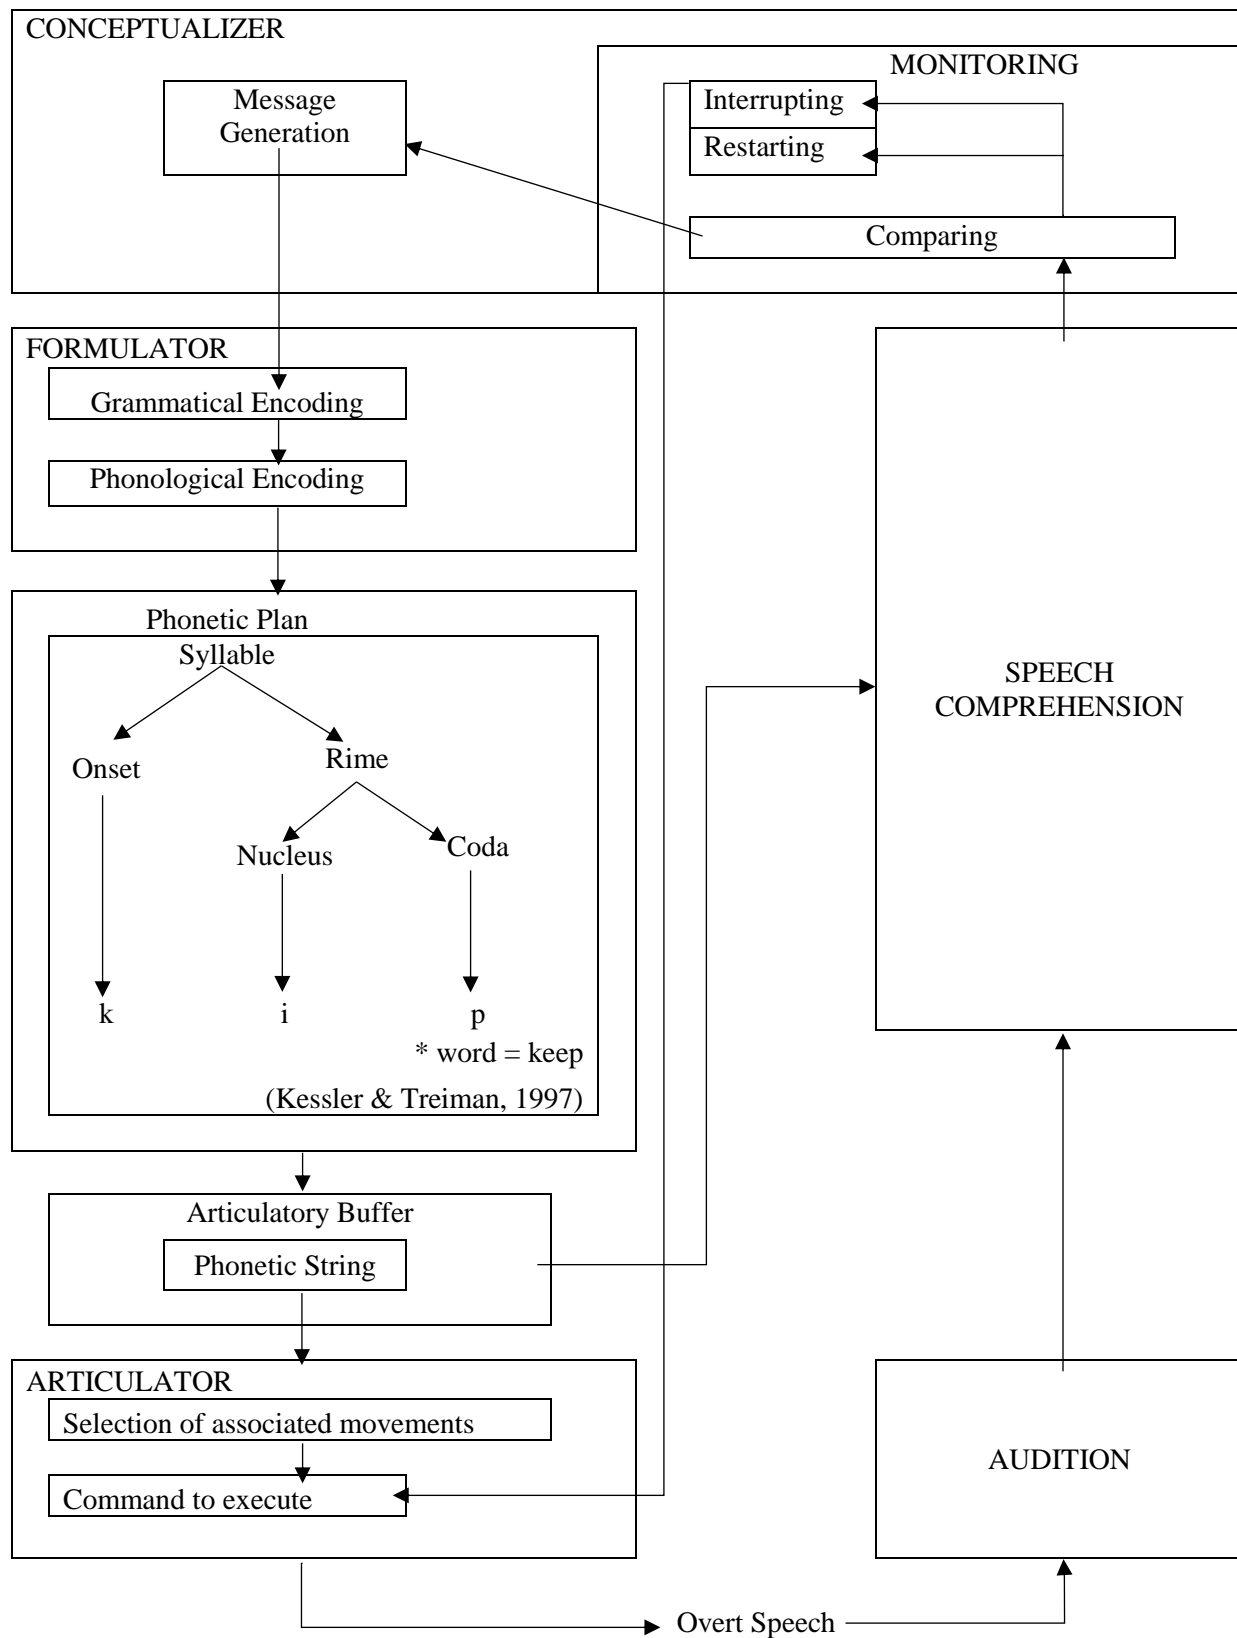 CONCEPTUALIZER
MONITORING
Message
Generation
Interrupting
Restarting
Comparing
FORMULATOR
Grammatical Encoding
Phonological Encoding
Phonetic Plan
Syllable
Onset
Rime
Nucleus
Coda
k
i
p
* word = keep
(Kessler & Treiman, 1997)
SPEECH
COMPREHENSION
Articulatory Buffer
Phonetic String
ARTICULATOR
Selection of associated movements
Command to execute
AUDITION
Overt Speech